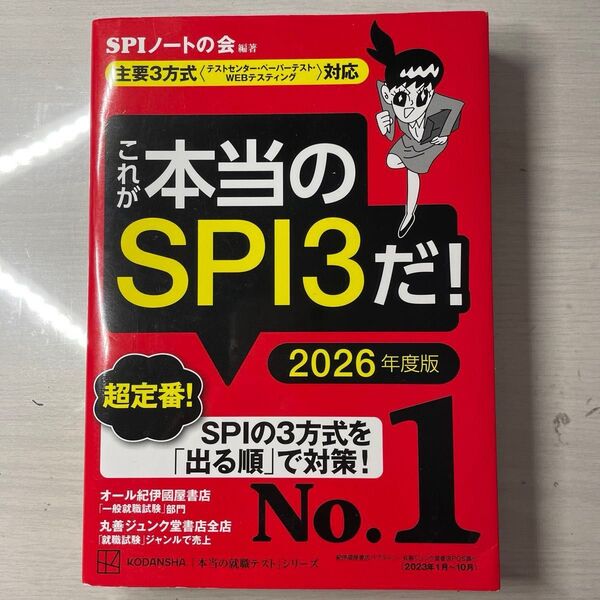 SPIノートの会 編著
主要3方式〈テストセンター・ペーパーテスト・
WEBテスティング〉対応
これが
本当の
SPI3だ!
2026年度版
超定番!
SPIの3方式を
「出る順」で対策!
No.1
オール紀伊國屋書店
「一般就職試験」部門
丸善ジュンク堂書店全店
「就職試験」ジャンルで売上
KODANSHA 「本当の就職テスト」シリーズ
(2023年1月〜10月)